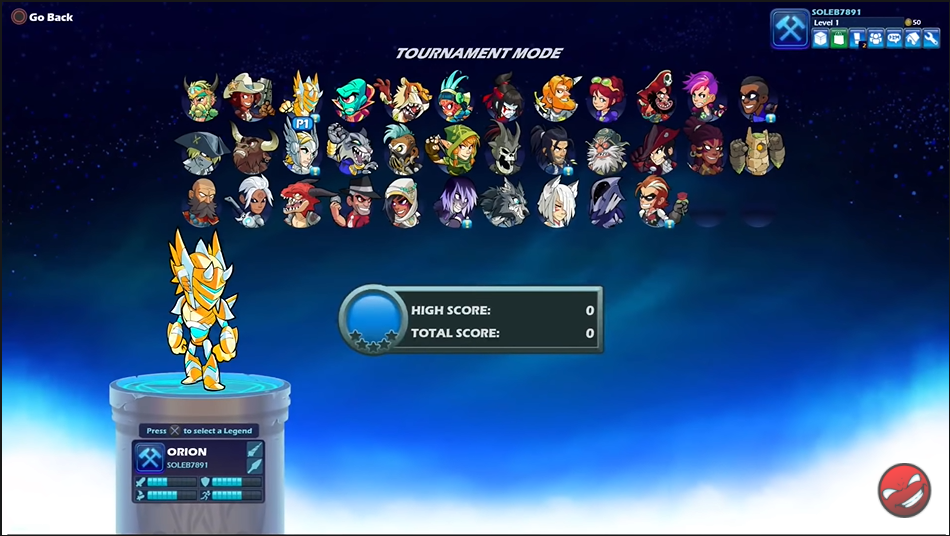 Go Back
SOLEB7891
Level 1
50
2
TOURNAMENT MODE
P1
HIGH SCORE: 0
TOTAL SCORE: 0
Press to select a Legend
ORION
SOLEB7891